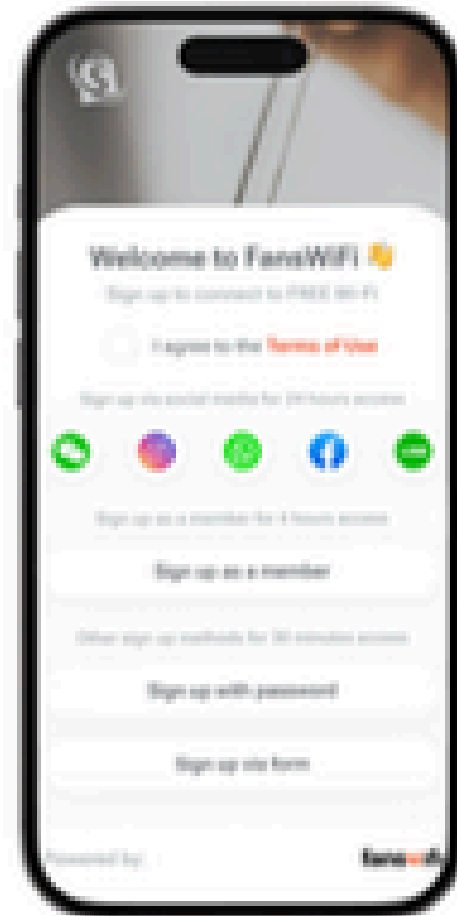 Welcome to FansWiFi 👋
Sign up to connect to FREE Wi-Fi
I agree to the Terms of Use
Sign up via social media for 24 hours access
Sign up as a member for 4 hours access
Sign up as a member
Other sign up methods for 30 minutes access
Sign up with password
Sign up via form
Powered by
fanswifi